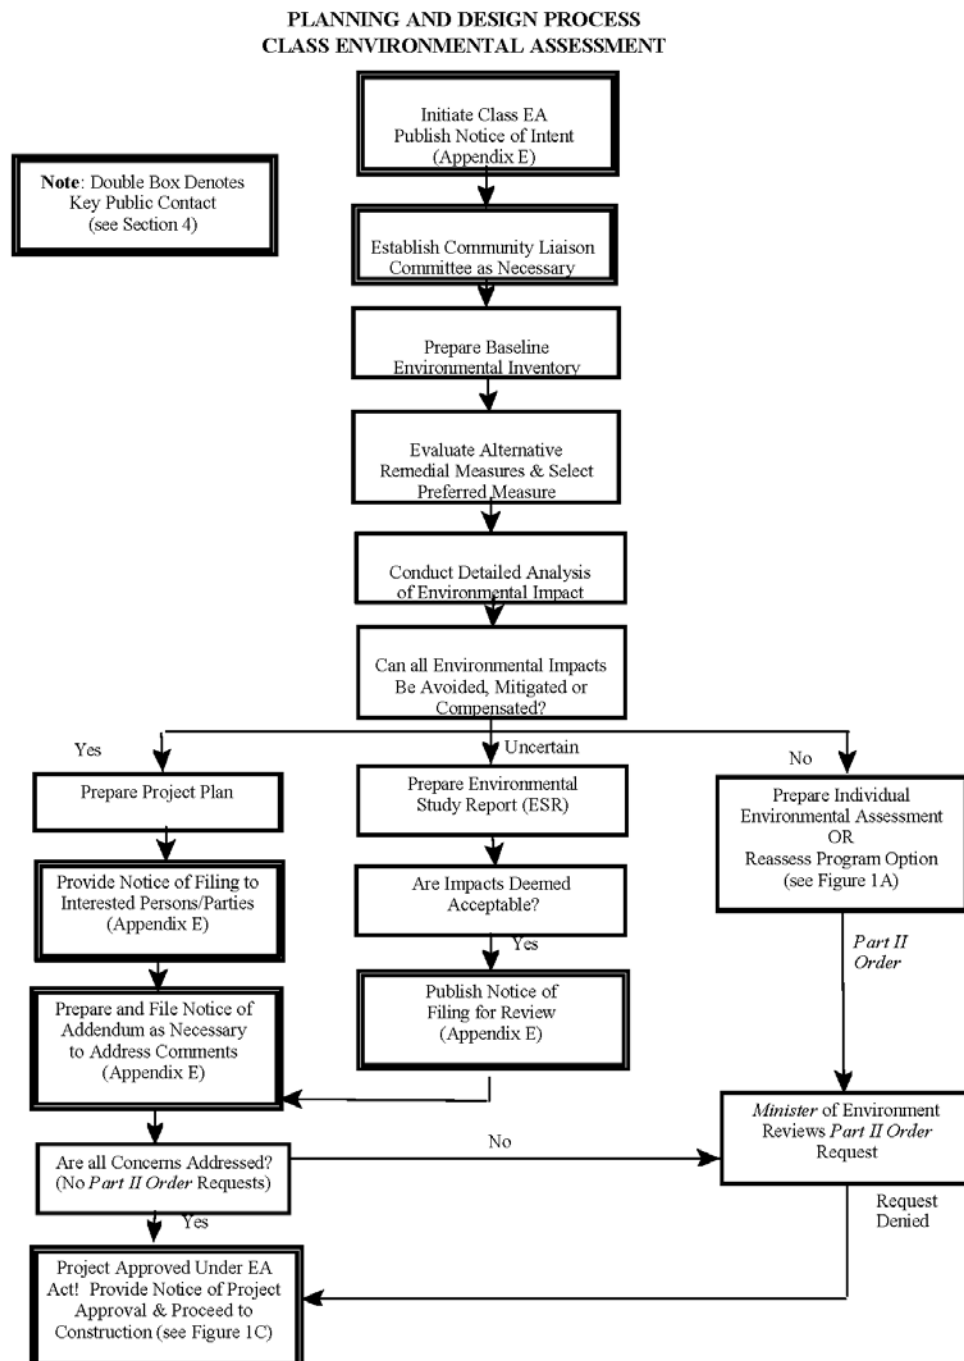 PLANNING AND DESIGN PROCESS
CLASS ENVIRONMENTAL ASSESSMENT
Initiate Class EA
Publish Notice of Intent
(Appendix E)
Note: Double Box Denotes
Key Public Contact
(see Section 4)
Establish Community Liaison
Committee as Necessary
Prepare Baseline
Environmental Inventory
Evaluate Alternative
Remedial Measures & Select
Preferred Measure
Conduct Detailed Analysis
of Environmental Impact
Can all Environmental Impacts
Be Avoided, Mitigated or
Compensated?
Yes
Uncertain
No
Prepare Project Plan
Prepare Environmental
Study Report (ESR)
Prepare Individual
Environmental Assessment
OR
Reassess Program Option
(see Figure 1A)
Provide Notice of Filing to
Interested Persons/Parties
(Appendix E)
Are Impacts Deemed
Acceptable?
Yes
Part II
Order
Prepare and File Notice of
Addendum as Necessary
to Address Comments
(Appendix E)
Publish Notice of
Filing for Review
(Appendix E)
Minister of Environment
Reviews Part II Order
Request
Are all Concerns Addressed?
(No Part II Order Requests)
No
Yes
Request
Denied
Project Approved Under EA
Act! Provide Notice of Project
Approval & Proceed to
Construction (see Figure 1C)